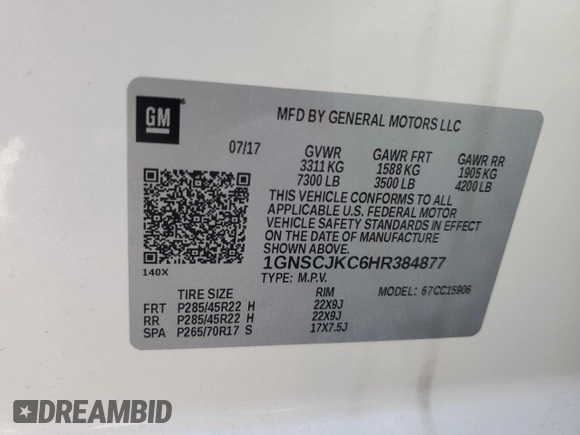 GM
MFD BY GENERAL MOTORS LLC
07/17 GVWR GAWR FRT GAWR RR
3311 KG 1588 KG 1905 KG
7300 LB 3500 LB 4200 LB
THIS VEHICLE CONFORMS TO ALL
APPLICABLE U.S. FEDERAL MOTOR
VEHICLE SAFETY STANDARDS IN EFFECT
ON THE DATE OF MANUFACTURE
SHOWN ABOVE.
140X
1GNSCJKC6HR384877
TYPE: M.P.V. MODEL: 67CC15906
TIRE SIZE RIM
FRT P285/45R22 H 22X9J
RR P285/45R22 H 22X9J
SPA P265/70R17 S 17X7.5J
DREAMBID